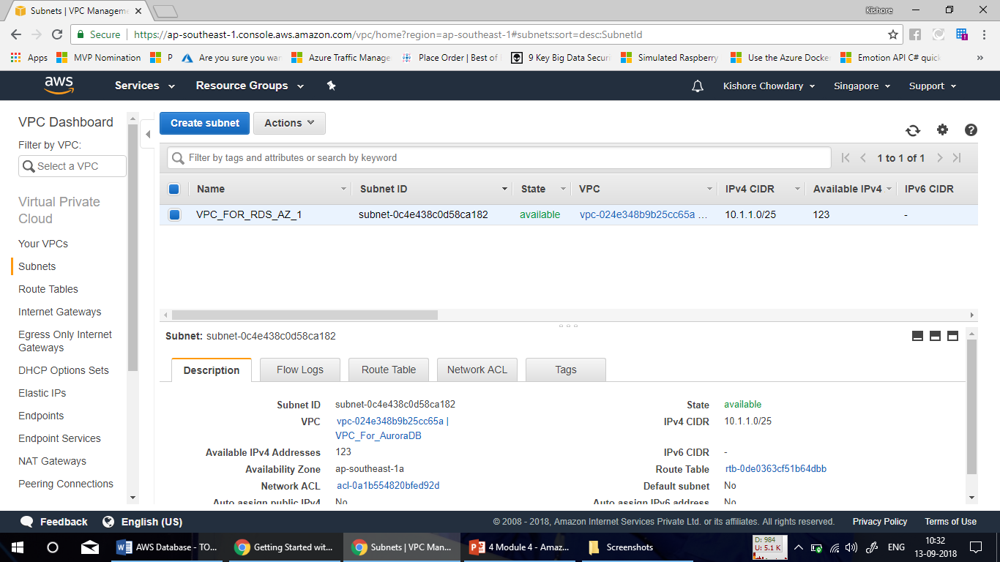 Subnets | VPC Manageme
Kishore
Secure
https://ap-southeast-1.console.aws.amazon.com/vpc/home?region=ap-southeast-1#subnets:sort=desc:SubnetId
Apps
MVP Nomination
P
Are you sure you wan
Azure Traffic Manage
Place Order | Best of
9 Key Big Data Secur
Simulated Raspberry
Use the Azure Docke
Emotion API C# quic
»
aws
Services
Resource Groups
Kishore Chowdary
Singapore
Support
VPC Dashboard
Filter by VPC:
Select a VPC
Virtual Private
Cloud
Your VPCs
Subnets
Route Tables
Internet Gateways
Egress Only Internet
Gateways
DHCP Options Sets
Elastic IPs
Endpoints
Endpoint Services
NAT Gateways
Peering Connections
Create subnet
Actions
Filter by tags and attributes or search by keyword
1 to 1 of 1
Name Subnet ID State VPC IPv4 CIDR Available IPv4 IPv6 CIDR
VPC_FOR_RDS_AZ_1 subnet-0c4e438c0d58ca182 available vpc-024e348b9b25cc65a … 10.1.1.0/25 123 -
Subnet: subnet-0c4e438c0d58ca182
Description
Flow Logs
Route Table
Network ACL
Tags
Subnet ID subnet-0c4e438c0d58ca182
State available
VPC vpc-024e348b9b25cc65a |
VPC_For_AuroraDB
IPv4 CIDR 10.1.1.0/25
Available IPv4 Addresses 123
IPv6 CIDR -
Availability Zone ap-southeast-1a
Route Table rtb-0de0363cf51b64dbb
Network ACL acl-0a1b554820bfed92d
Default subnet No
Auto assign public IPv4 No
Auto assign IPv6 address No
Feedback
English (US)
© 2008 - 2018, Amazon Internet Services Private Ltd. or its affiliates. All rights reserved.
Privacy Policy
Terms of Use
AWS Database - TO...
Getting Started wit...
Subnets | VPC Man...
4 Module 4 - Amaz...
Screenshots
D: 984
U: 5.1 K
ENG
10:32
13-09-2018